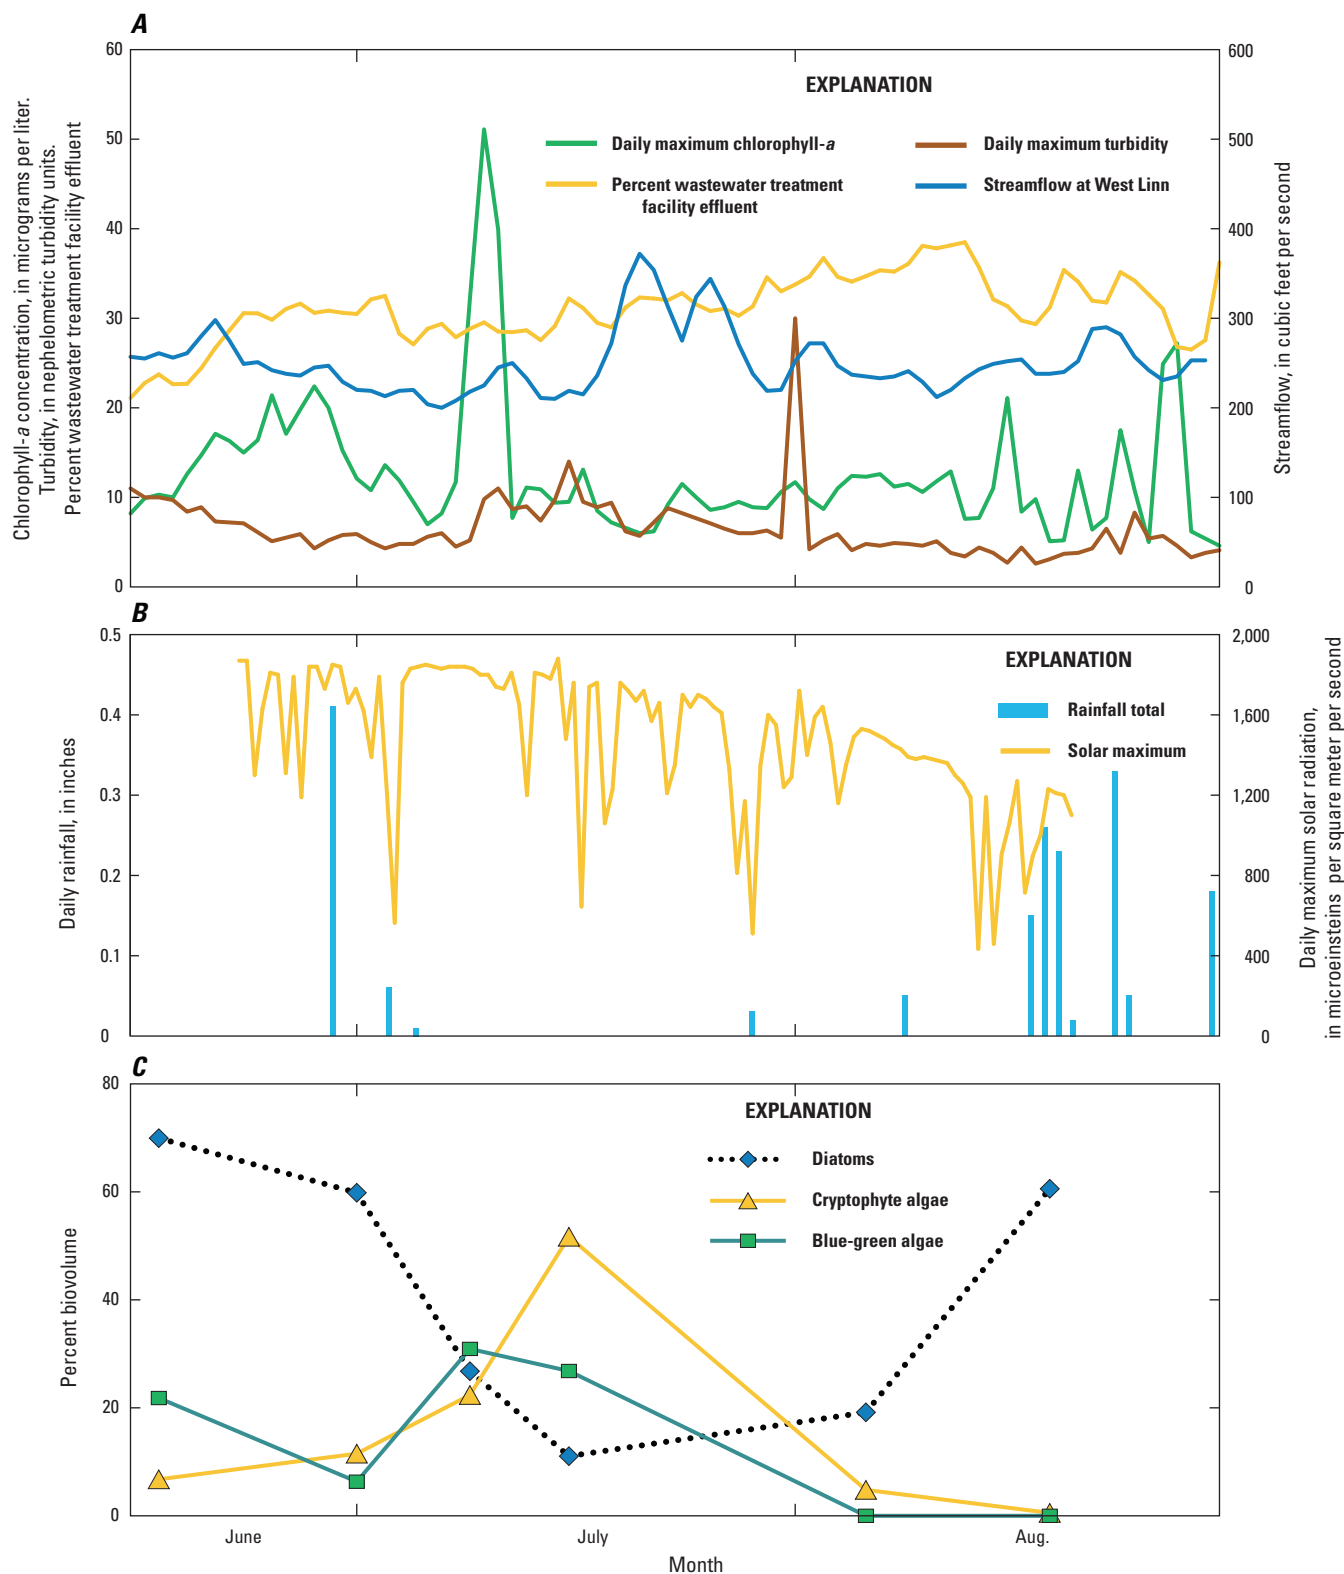 A
60
50
40
30
20
10
0
Chlorophyll-a concentration, in micrograms per liter.
Turbidity, in nephelometric turbidity units.
Percent wastewater treatment facility effluent
EXPLANATION
Daily maximum chlorophyll-a
Percent wastewater treatment
facility effluent
Daily maximum turbidity
Streamflow at West Linn
600
500
400
300
200
100
0
Streamflow, in cubic feet per second
B
0.5
0.4
0.3
0.2
0.1
0
Daily rainfall, in inches
EXPLANATION
Rainfall total
Solar maximum
2,000
1,600
1,200
800
400
0
Daily maximum solar radiation,
in microeinsteins per square meter per second
C
80
60
40
20
0
Percent biovolume
EXPLANATION
Diatoms
Cryptophyte algae
Blue-green algae
June
July
Aug.
Month